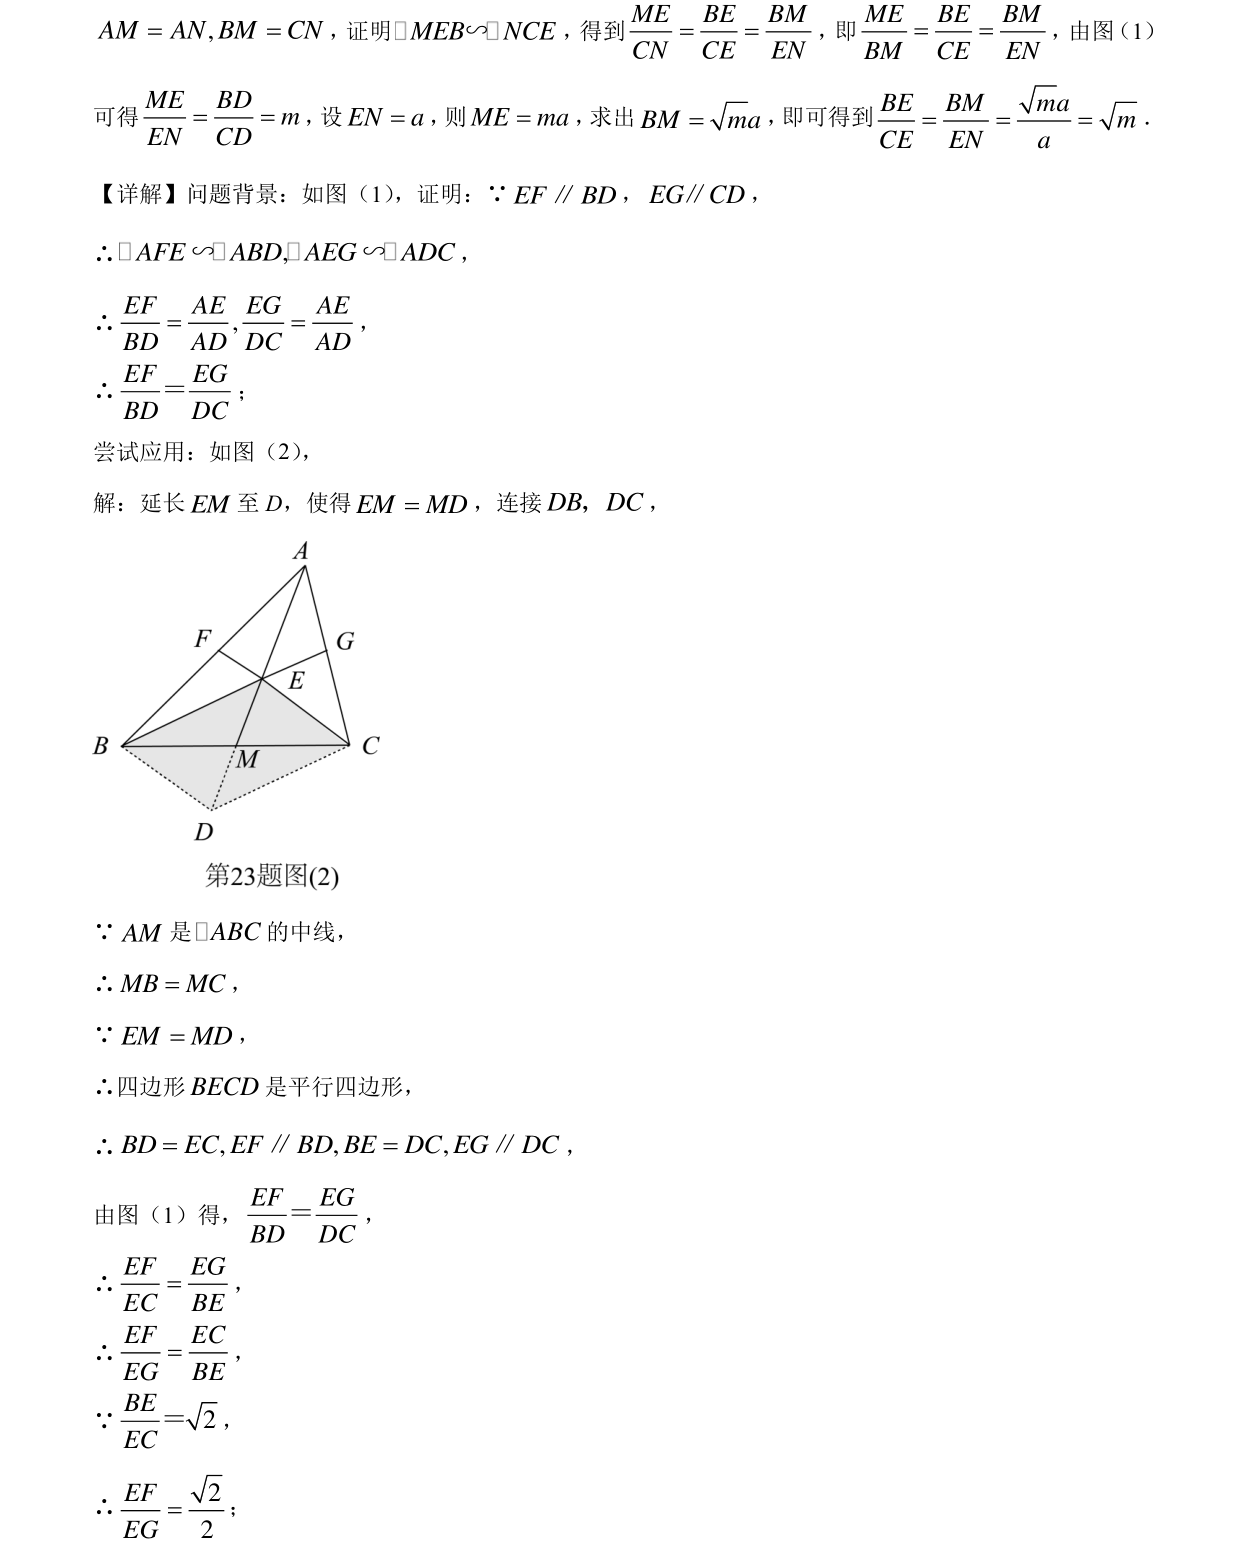 AM = AN, BM = CN，证明□MEB∽□NCE，得到 ME/CN = BE/CE = BM/EN，即 ME/BM = BE/CE = BM/EN，由图（1）
可得 ME/EN = BD/CD = m，设 EN = a，则 ME = ma，求出 BM = √m a，即可得到 BE/CE = BM/EN = √m a/a = √m．
【详解】问题背景：如图（1），证明：∵ EF // BD， EG // CD，
∴□AFE∽□ABD,□AEG∽□ADC，
∴ EF/BD = AE/AD, EG/DC = AE/AD，
∴ EF/BD = EG/DC；
尝试应用：如图（2），
解：延长 EM 至 D，使得 EM = MD，连接 DB，DC，
A
F
G
E
B
M
C
D
第23题图(2)
∵ AM 是□ABC 的中线，
∴ MB = MC，
∵ EM = MD，
∴四边形 BECD 是平行四边形，
∴ BD = EC, EF // BD, BE = DC, EG // DC，
由图（1）得， EF/BD = EG/DC，
∴ EF/EC = EG/BE，
∴ EF/EG = EC/BE，
∵ BE/EC = √2，
∴ EF/EG = √2/2；